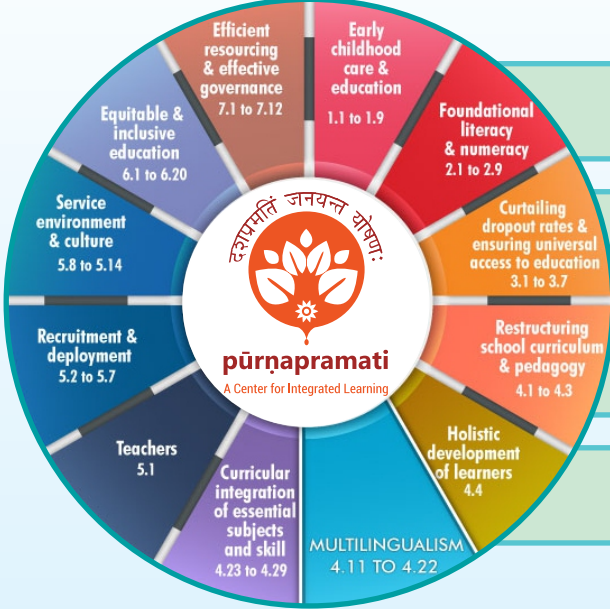 Efficient
resourcing
& effective
governance
7.1 to 7.12
Early
childhood
care &
education
1.1 to 1.9
Foundational
literacy
& numeracy
2.1 to 2.9
Curtailing
dropout rates &
ensuring universal
access to education
3.1 to 3.7
Restructuring
school curriculum
& pedagogy
4.1 to 4.3
Holistic
development
of learners
4.4
MULTILINGUALISM
4.11 TO 4.22
Curricular
integration
of essential
subjects
and skill
4.23 to 4.29
Teachers
5.1
Recruitment &
deployment
5.2 to 5.7
Service
environment
& culture
5.8 to 5.14
Equitable &
inclusive
education
6.1 to 6.20
दशप्रमतिं जनयन्त योषणः
pūrṇapramati
A Center for Integrated Learning